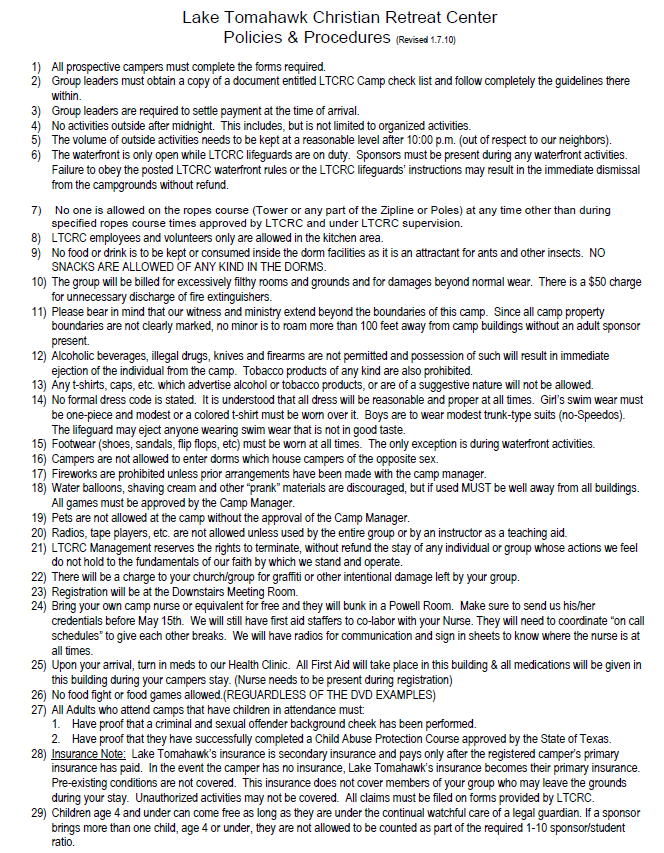 Lake Tomahawk Christian Retreat Center
Policies & Procedures (Revised 1.7.10)
1) All prospective campers must complete the forms required.
2) Group leaders must obtain a copy of a document entitled LTCRC Camp check list and follow completely the guidelines there
within.
3) Group leaders are required to settle payment at the time of arrival.
4) No activities outside after midnight. This includes, but is not limited to organized activities.
5) The volume of outside activities needs to be kept at a reasonable level after 10:00 p.m. (out of respect to our neighbors).
6) The waterfront is only open while LTCRC lifeguards are on duty. Sponsors must be present during any waterfront activities.
Failure to obey the posted LTCRC waterfront rules or the LTCRC lifeguards' instructions may result in the immediate dismissal
from the campgrounds without refund.
7) No one is allowed on the ropes course (Tower or any part of the Zipline or Poles) at any time other than during
specified ropes course times approved by LTCRC and under LTCRC supervision.
8) LTCRC employees and volunteers only are allowed in the kitchen area.
9) No food or drink is to be kept or consumed inside the dorm facilities as it is an attractant for ants and other insects. NO
SNACKS ARE ALLOWED OF ANY KIND IN THE DORMS.
10) The group will be billed for excessively filthy rooms and grounds and for damages beyond normal wear. There is a $50 charge
for unnecessary discharge of fire extinguishers.
11) Please bear in mind that our witness and ministry extend beyond the boundaries of this camp. Since all camp property
boundaries are not clearly marked, no minor is to roam more than 100 feet away from camp buildings without an adult sponsor
present.
12) Alcoholic beverages, illegal drugs, knives and firearms are not permitted and possession of such will result in immediate
ejection of the individual from the camp. Tobacco products of any kind are also prohibited.
13) Any t-shirts, caps, etc. which advertise alcohol or tobacco products, or are of a suggestive nature will not be allowed.
14) No formal dress code is stated. It is understood that all dress will be reasonable and proper at all times. Girl's swim wear must
be one-piece and modest or a colored t-shirt must be worn over it. Boys are to wear modest trunk-type suits (no-Speedos).
The lifeguard may eject anyone wearing swim wear that is not in good taste.
15) Footwear (shoes, sandals, flip flops, etc) must be worn at all times. The only exception is during waterfront activities.
16) Campers are not allowed to enter dorms which house campers of the opposite sex.
17) Fireworks are prohibited unless prior arrangements have been made with the camp manager.
18) Water balloons, shaving cream and other "prank" materials are discouraged, but if used MUST be well away from all buildings.
All games must be approved by the Camp Manager.
19) Pets are not allowed at the camp without the approval of the Camp Manager.
20) Radios, tape players, etc. are not allowed unless used by the entire group or by an instructor as a teaching aid.
21) LTCRC Management reserves the rights to terminate, without refund the stay of any individual or group whose actions we feel
do not hold to the fundamentals of our faith by which we stand and operate.
22) There will be a charge to your church/group for graffiti or other intentional damage left by your group.
23) Registration will be at the Downstairs Meeting Room.
24) Bring your own camp nurse or equivalent for free and they will bunk in a Powell Room. Make sure to send us his/her
credentials before May 15th. We will still have first aid staffers to co-labor with your Nurse. They will need to coordinate "on call
schedules" to give each other breaks. We will have radios for communication and sign in sheets to know where the nurse is at
all times.
25) Upon your arrival, turn in meds to our Health Clinic. All First Aid will take place in this building & all medications will be given in
this building during your campers stay. (Nurse needs to be present during registration)
26) No food fight or food games allowed.(REGUARDLESS OF THE DVD EXAMPLES)
27) All Adults who attend camps that have children in attendance must:
1. Have proof that a criminal and sexual offender background cheek has been performed.
2. Have proof that they have successfully completed a Child Abuse Protection Course approved by the State of Texas.
28) Insurance Note: Lake Tomahawk's insurance is secondary insurance and pays only after the registered camper's primary
insurance has paid. In the event the camper has no insurance, Lake Tomahawk's insurance becomes their primary insurance.
Pre-existing conditions are not covered. This insurance does not cover members of your group who may leave the grounds
during your stay. Unauthorized activities may not be covered. All claims must be filed on forms provided by LTCRC.
29) Children age 4 and under can come free as long as they are under the continual watchful care of a legal guardian. If a sponsor
brings more than one child, age 4 or under, they are not allowed to be counted as part of the required 1-10 sponsor/student
ratio.